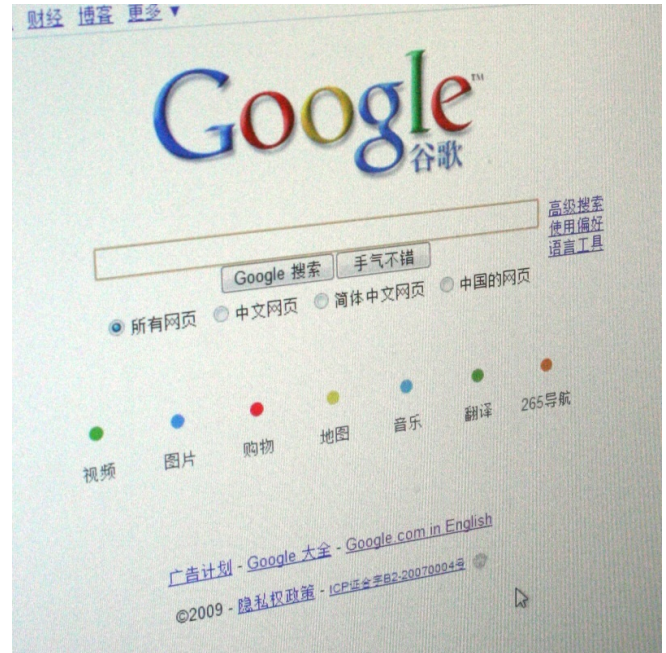 财经 博客 更多 ▼
Google™
谷歌
高级搜索
使用偏好
语言工具
Google 搜索 手气不错
所有网页 中文网页 简体中文网页 中国的网页
视频 图片 购物 地图 音乐 翻译 265导航
广告计划 - Google 大全 - Google.com in English
©2009 - 隐私权政策 - ICP证合字B2-20070004号